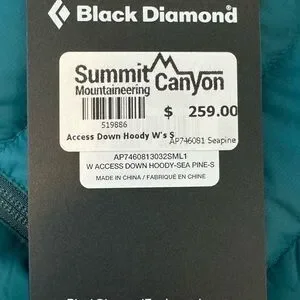 Black Diamond
Summit
Mountaineering Canyon
519886
$ 259.00
Access Down Hoody W's S
AP746081 Seapine
AP7460813032SML1
W ACCESS DOWN HOODY-SEA PINE-S
MADE IN CHINA / FABRIQUÉ EN CHINE